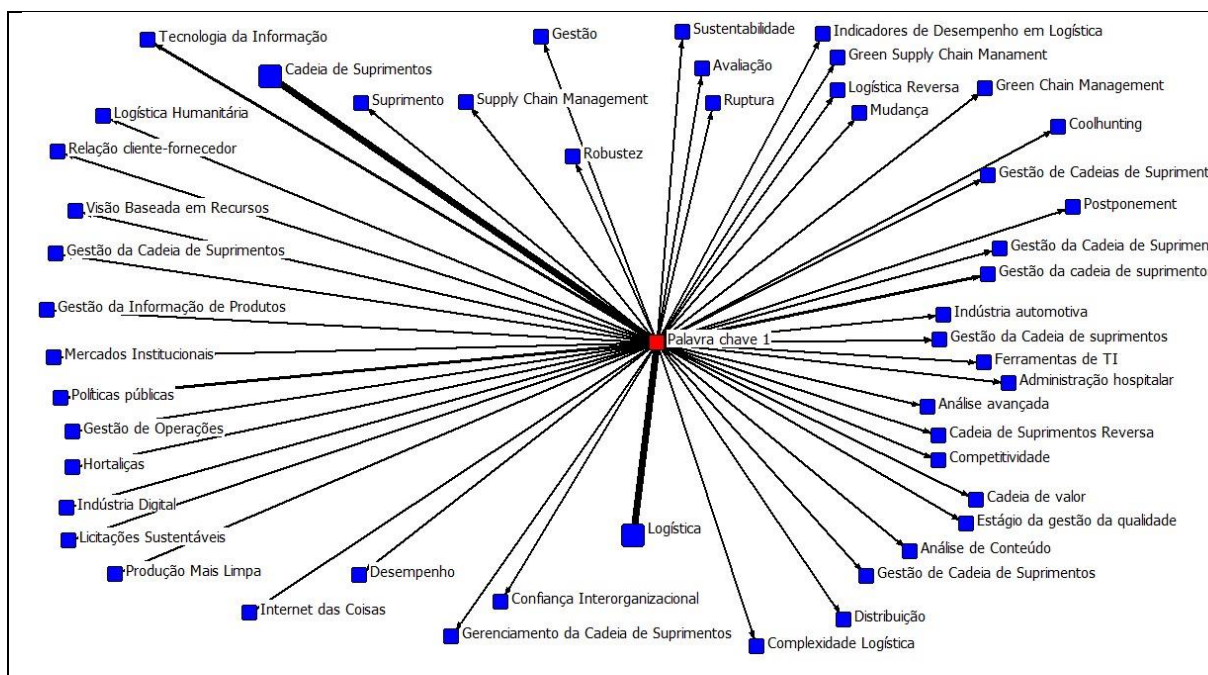 Tecnologia da Informação
Gestão
Sustentabilidade
Indicadores de Desempenho em Logística
Green Supply Chain Manament
Cadeia de Suprimentos
Avaliação
Logística Reversa
Green Chain Management
Suprimento
Supply Chain Management
Ruptura
Mudança
Logística Humanitária
Coolhunting
Relação cliente-fornecedor
Robustez
Gestão de Cadeias de Supriment
Visão Baseada em Recursos
Postponement
Gestão da Cadeia de Suprimentos
Gestão da Cadeia de Suprimen
Gestão da cadeia de suprimentos
Gestão da Informação de Produtos
Indústria automotiva
Palavra chave 1
Gestão da Cadeia de suprimentos
Mercados Institucionais
Ferramentas de TI
Administração hospitalar
Políticas públicas
Análise avançada
Gestão de Operações
Cadeia de Suprimentos Reversa
Hortaliças
Competitividade
Indústria Digital
Cadeia de valor
Logística
Estágio da gestão da qualidade
Licitações Sustentáveis
Análise de Conteúdo
Produção Mais Limpa
Desempenho
Gestão de Cadeia de Suprimentos
Internet das Coisas
Confiança Interorganizacional
Distribuição
Gerenciamento da Cadeia de Suprimentos
Complexidade Logística